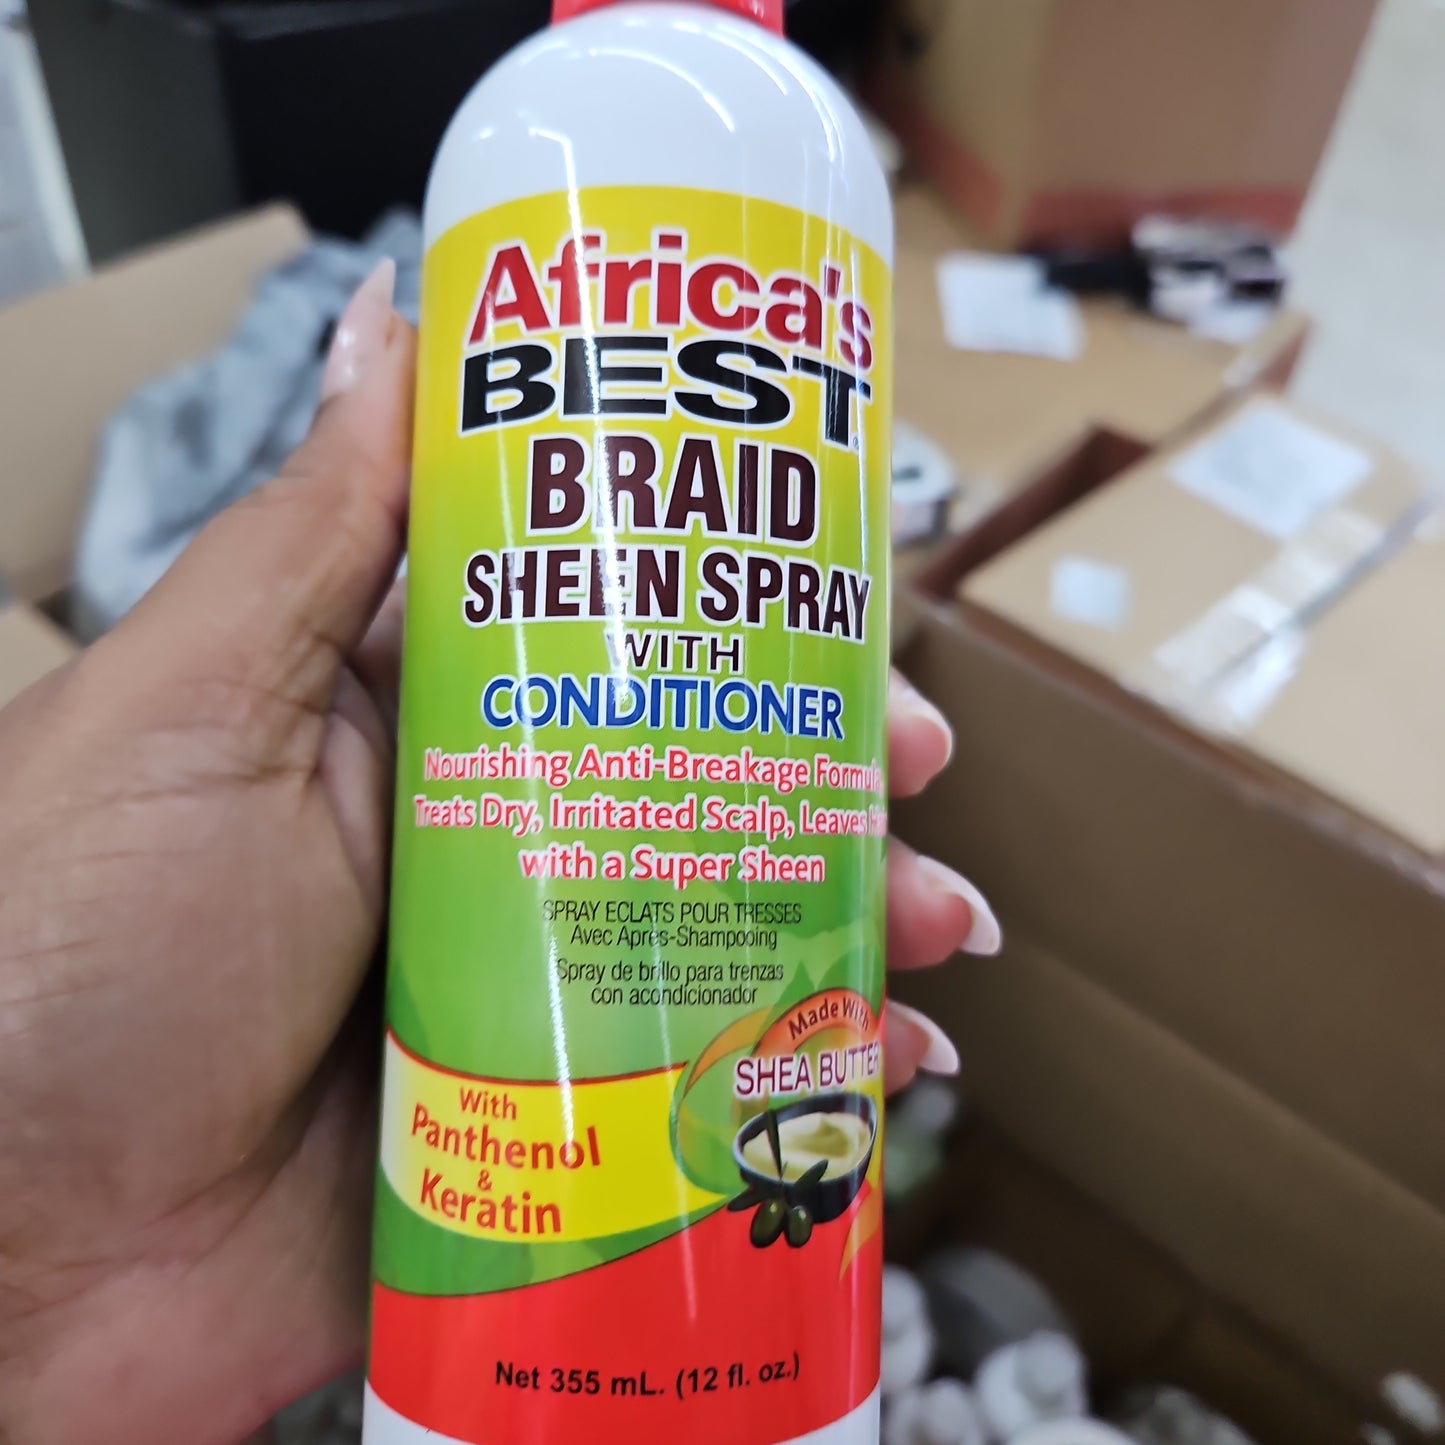 Africa's
BEST®
BRAID
SHEEN SPRAY
WITH
CONDITIONER
Nourishing Anti-Breakage Formula,
Treats Dry, Irritated Scalp, Leaves
with a Super Sheen
SPRAY ECLATS POUR TRESSES
Avec Apres-Shampooing
Spray de brillo para trenzas
con acondicionador
Made With
SHEA BUTTER
With
Panthenol
&
Keratin
Net 355 mL. (12 fl. oz.)